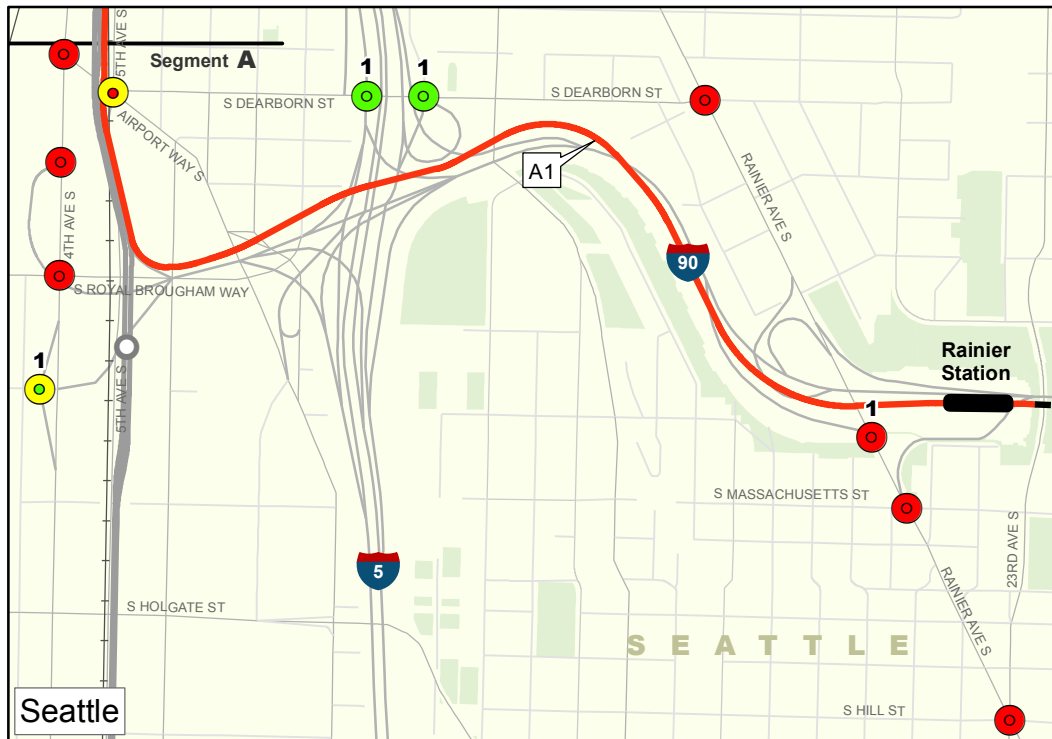 5TH AVE S
Segment A
1
1
S DEARBORN ST
S DEARBORN ST
AIRPORT WAY S
A1
RAINIER AVE S
4TH AVE S
90
S ROYAL BROUGHAM WAY
1
5TH AVE S
Rainier
Station
1
S MASSACHUSETTS ST
23RD AVE S
5
RAINIER AVE S
S HOLGATE ST
SEATTLE
Seattle
S HILL ST